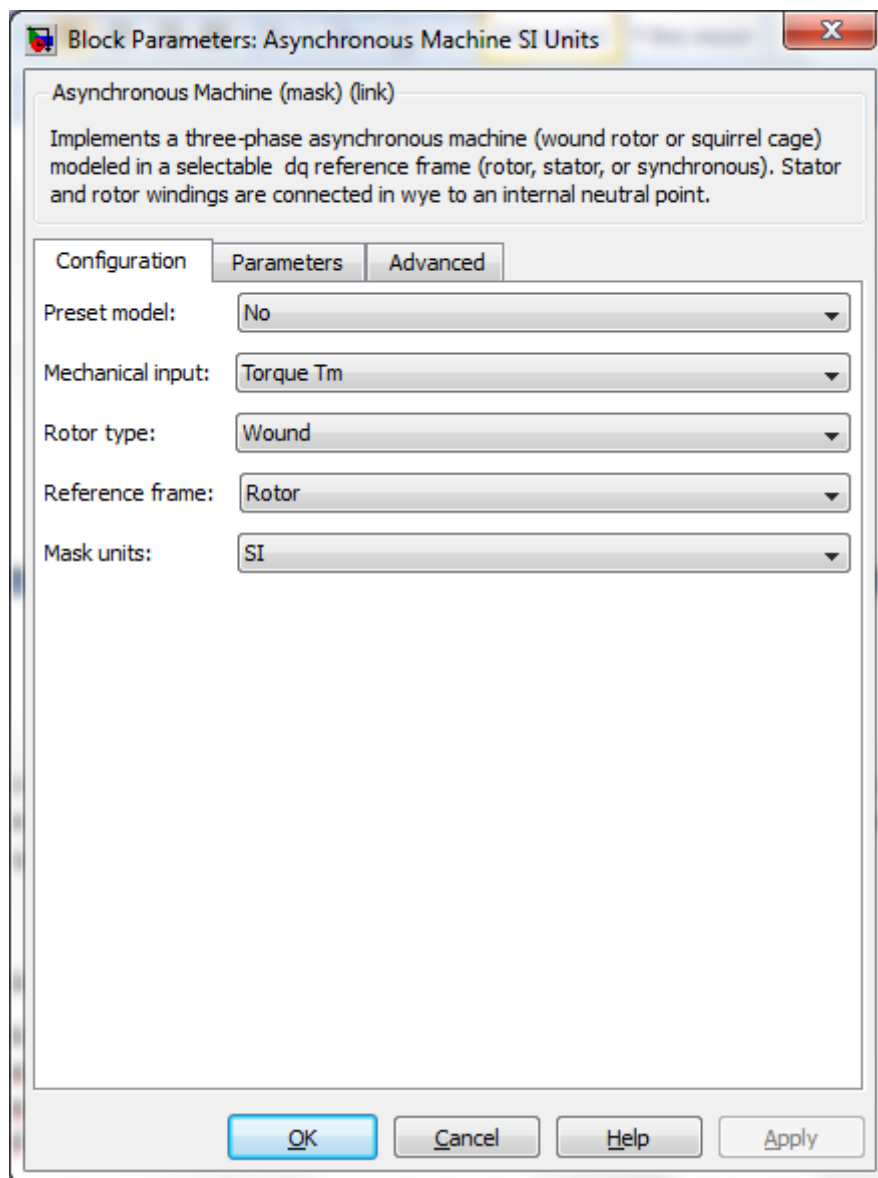 Block Parameters: Asynchronous Machine SI Units
Asynchronous Machine (mask) (link)
Implements a three-phase asynchronous machine (wound rotor or squirrel cage)
modeled in a selectable dq reference frame (rotor, stator, or synchronous). Stator
and rotor windings are connected in wye to an internal neutral point.
Configuration Parameters Advanced
Preset model: No
Mechanical input: Torque Tm
Rotor type: Wound
Reference frame: Rotor
Mask units: SI
OK Cancel Help Apply